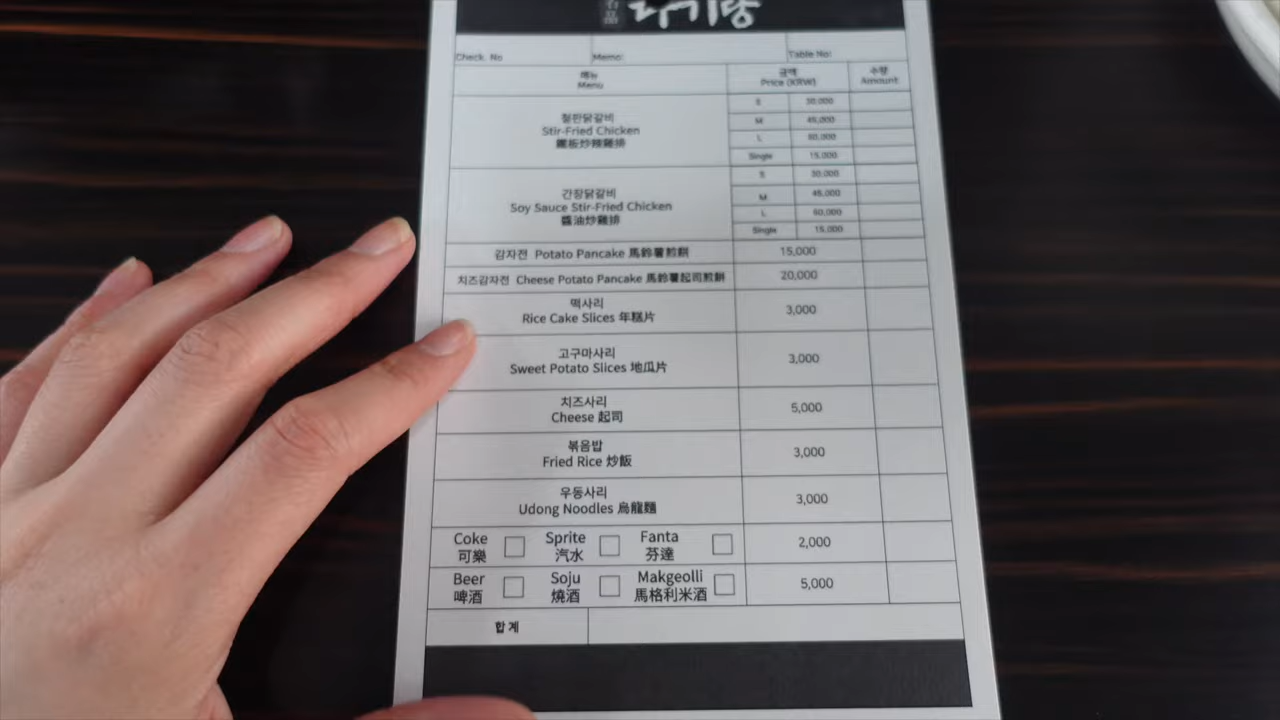 名品
Check. No
Memo:
Table No:
메뉴
Menu
금액
Price (KRW)
수량
Amount
철판닭갈비
Stir-Fried Chicken
鐵板炒辣雞排
S 30,000
M 45,000
L 60,000
Single 15,000
간장닭갈비
Soy Sauce Stir-Fried Chicken
醬油炒雞排
S 30,000
M 45,000
L 60,000
Single 15,000
감자전 Potato Pancake 馬鈴薯煎餅 15,000
치즈감자전 Cheese Potato Pancake 馬鈴薯起司煎餅 20,000
떡사리
Rice Cake Slices 年糕片
3,000
고구마사리
Sweet Potato Slices 地瓜片
3,000
치즈사리
Cheese 起司
5,000
볶음밥
Fried Rice 炒飯
3,000
우동사리
Udong Noodles 烏龍麵
3,000
Coke Sprite Fanta
可樂 汽水 芬達
2,000
Beer Soju Makgeolli
啤酒 燒酒 馬格利米酒
5,000
합계